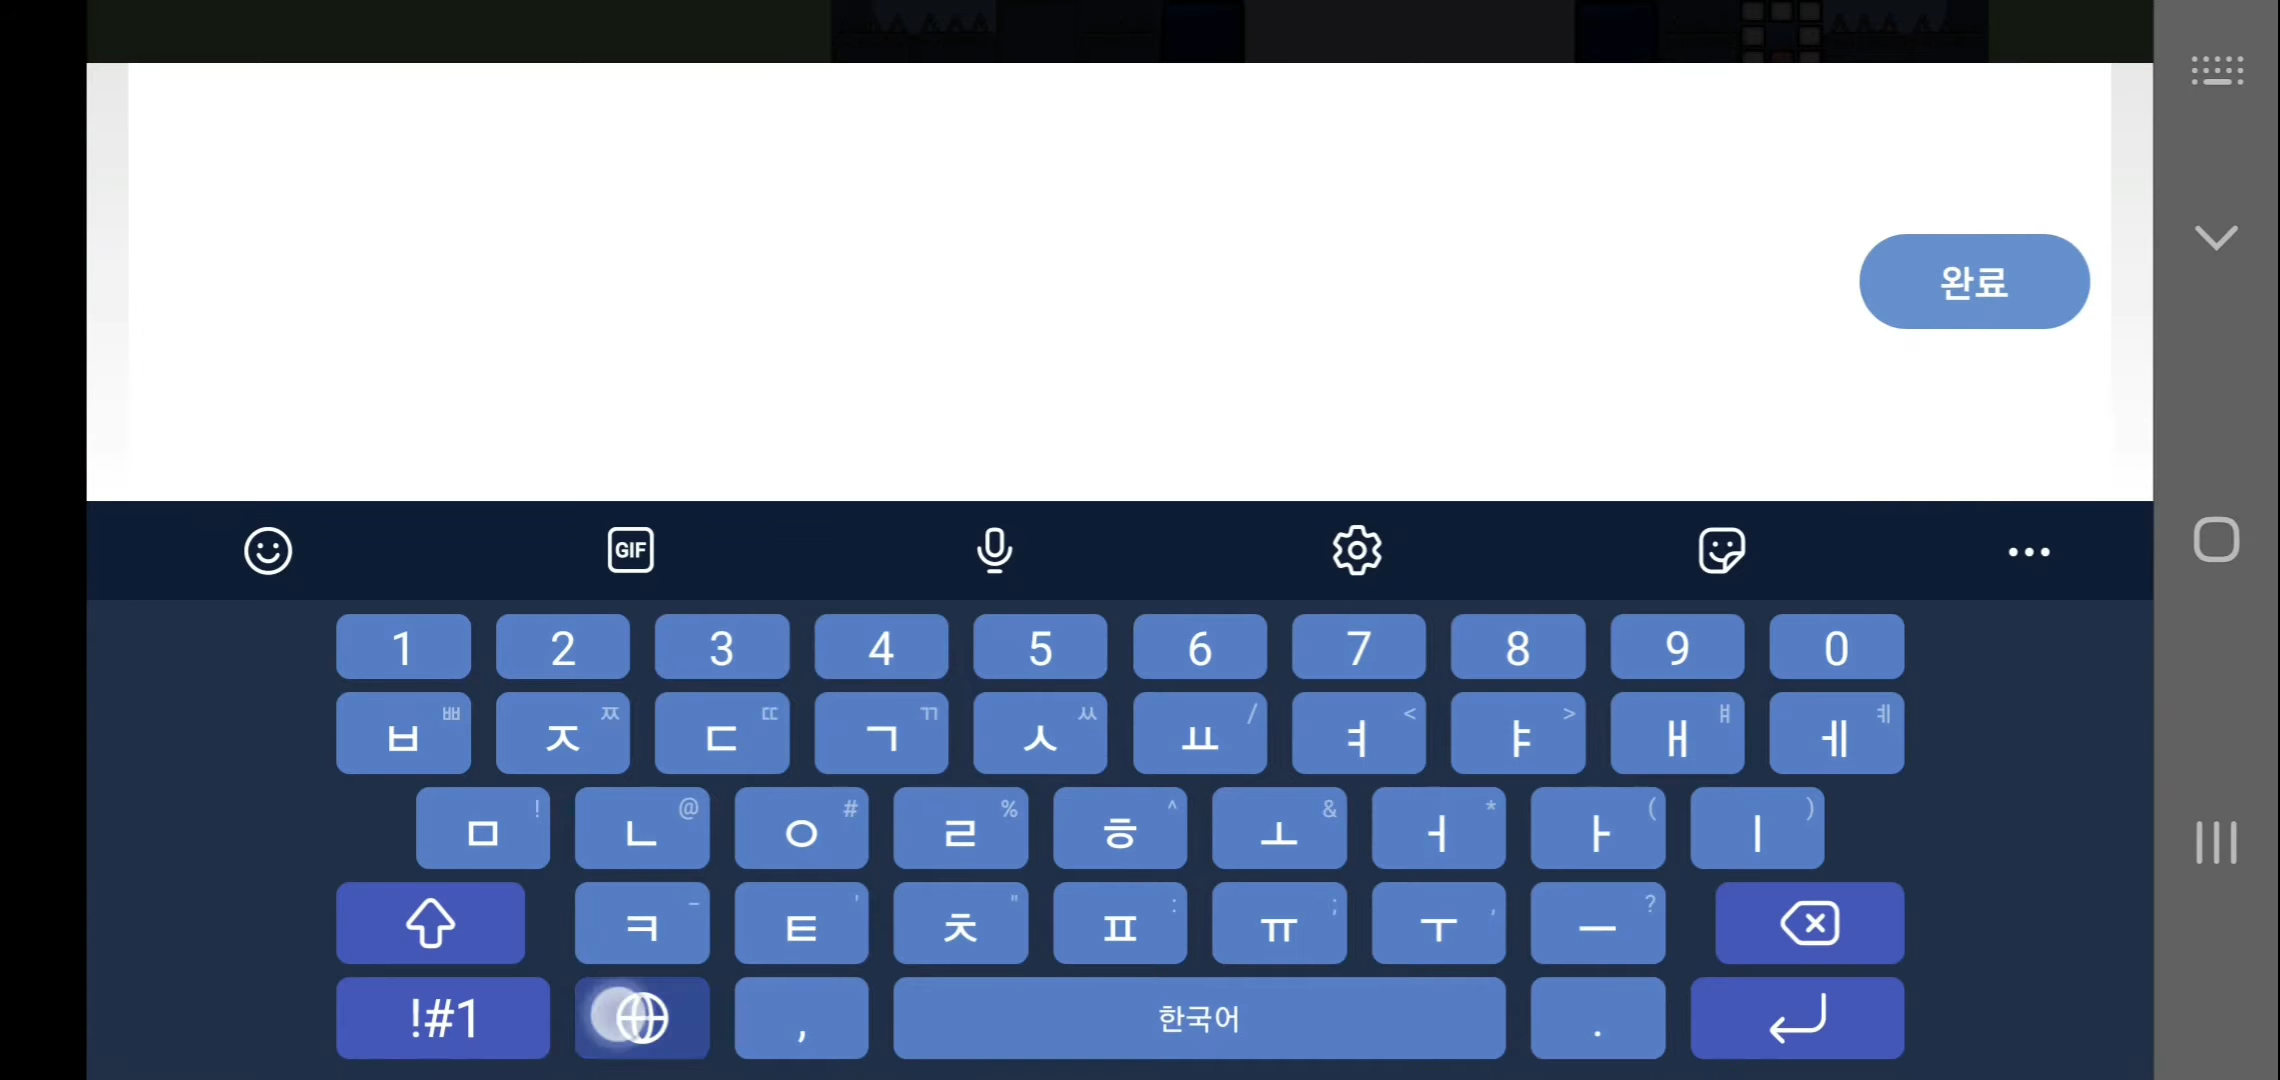 완료
GIF
1 2 3 4 5 6 7 8 9 0
ㅂ ㅃ ㅈ ㅉ ㄷ ㄸ ㄱ ㄲ ㅅ ㅆ ㅛ / ㅕ < ㅑ > ㅐ ㅒ ㅔ ㅖ
ㅁ ! ㄴ @ ㅇ # ㄹ % ㅎ ^ ㅗ & ㅓ * ㅏ ( ㅣ )
ㅋ - ㅌ ' ㅊ " ㅍ : ㅠ ; ㅜ , ㅡ ?
!#1 , 한국어 .